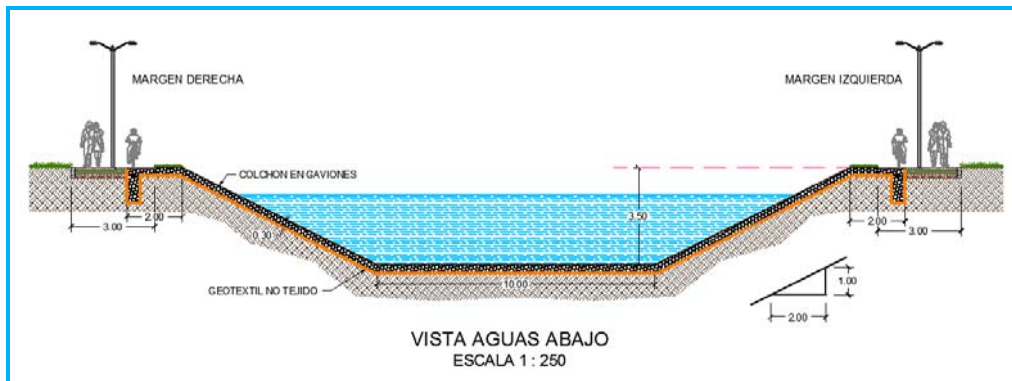 MARGEN DERECHA
MARGEN IZQUIERDA
COLCHON EN GAVIONES
3.50
2.00
2.00
3.00
3.00
0.30
GEOTEXTIL NO TEJIDO
10.00
1.00
2.00
VISTA AGUAS ABAJO
ESCALA 1 : 250